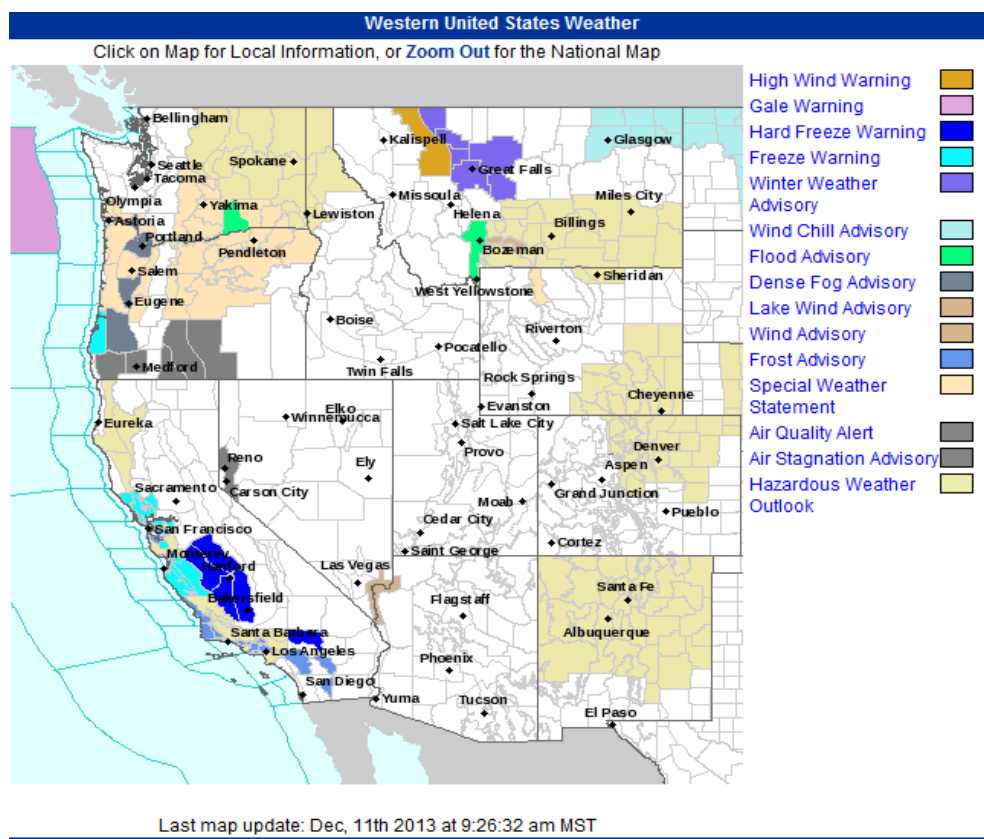 Western United States Weather
Click on Map for Local Information, or Zoom Out for the National Map
High Wind Warning
Gale Warning
Hard Freeze Warning
Freeze Warning
Winter Weather
Advisory
Wind Chill Advisory
Flood Advisory
Dense Fog Advisory
Lake Wind Advisory
Wind Advisory
Frost Advisory
Special Weather
Statement
Air Quality Alert
Air Stagnation Advisory
Hazardous Weather
Outlook
Bellingham
Seattle
Tacoma
Spokane
Olympia
Yakima
Lewiston
Astoria
Portland
Pendleton
Salem
Eugene
Medford
Kalispell
Glasgow
Great Falls
Missoula
Miles City
Helena
Billings
Bozeman
West Yellowstone
Sheridan
Boise
Riverton
Pocatello
Twin Falls
Rock Springs
Cheyenne
Evanston
Eureka
Elko
Winnemucca
Salt Lake City
Provo
Reno
Ely
Denver
Aspen
Sacramento
Carson City
Grand Junction
Moab
Pueblo
San Francisco
Cedar City
Cortez
Monterey
Saint George
Hanford
Las Vegas
Bakersfield
Flagstaff
Santa Fe
Albuquerque
Santa Barbara
Los Angeles
Phoenix
San Diego
Yuma
Tucson
El Paso
Last map update: Dec, 11th 2013 at 9:26:32 am MST